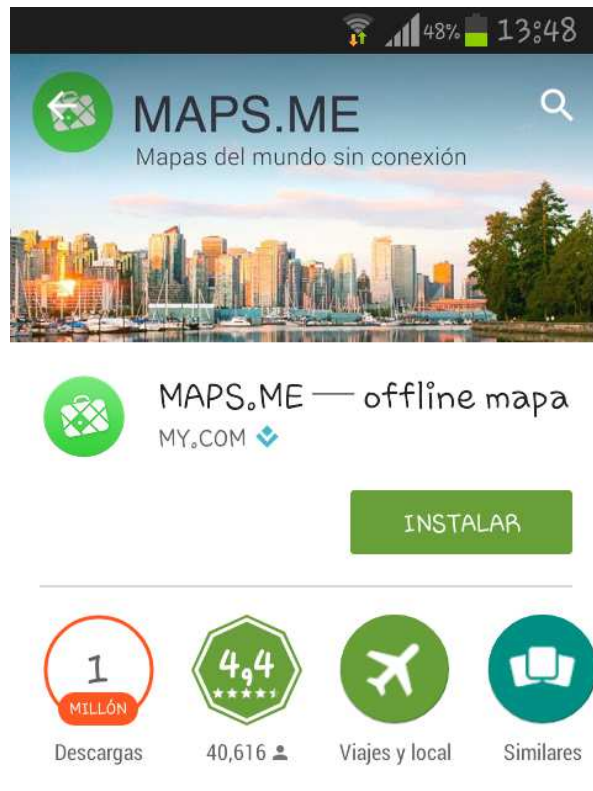 48% 13:48
MAPS.ME
Mapas del mundo sin conexión
MAPS.ME — offline mapa
MY.COM
INSTALAR
1
MILLÓN
4,4
Descargas
40,616
Viajes y local
Similares